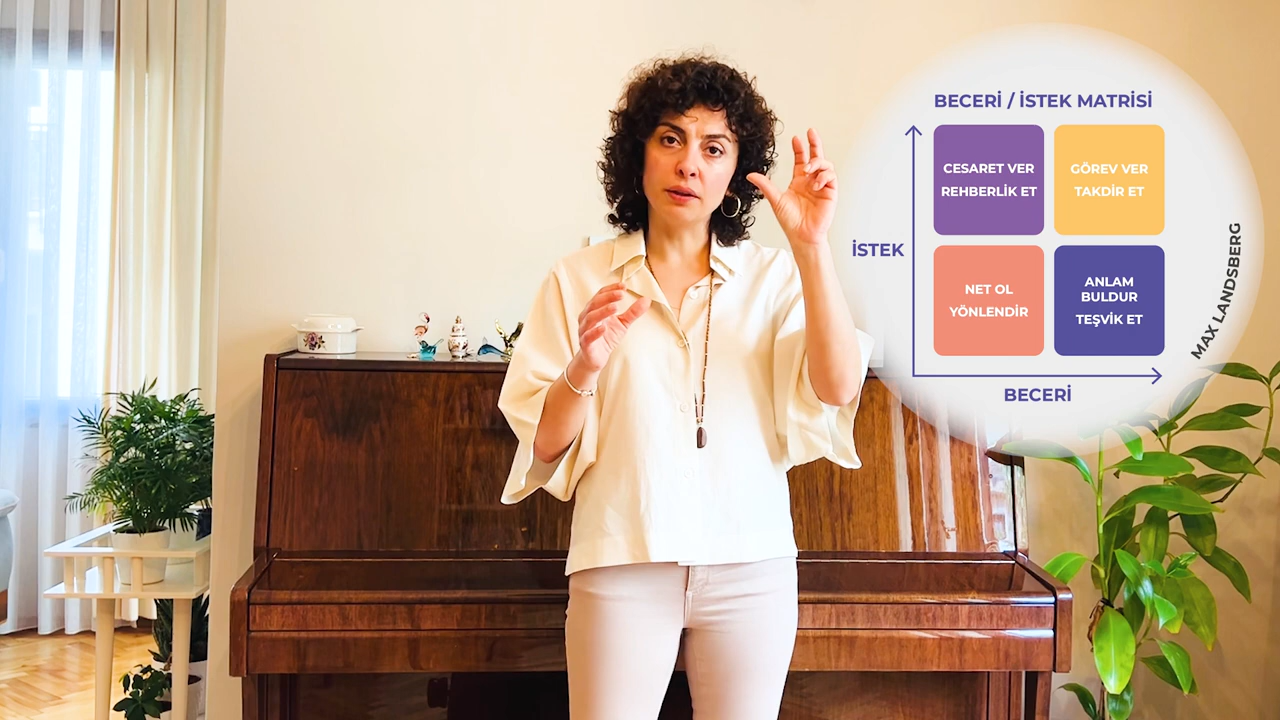 BECERİ / İSTEK MATRİSİ
CESARET VER
REHBERLİK ET
GÖREV VER
TAKDİR ET
İSTEK
NET OL
YÖNLENDİR
ANLAM
BULDUR
TEŞVİK ET
BECERİ
MAX LANDSBERG